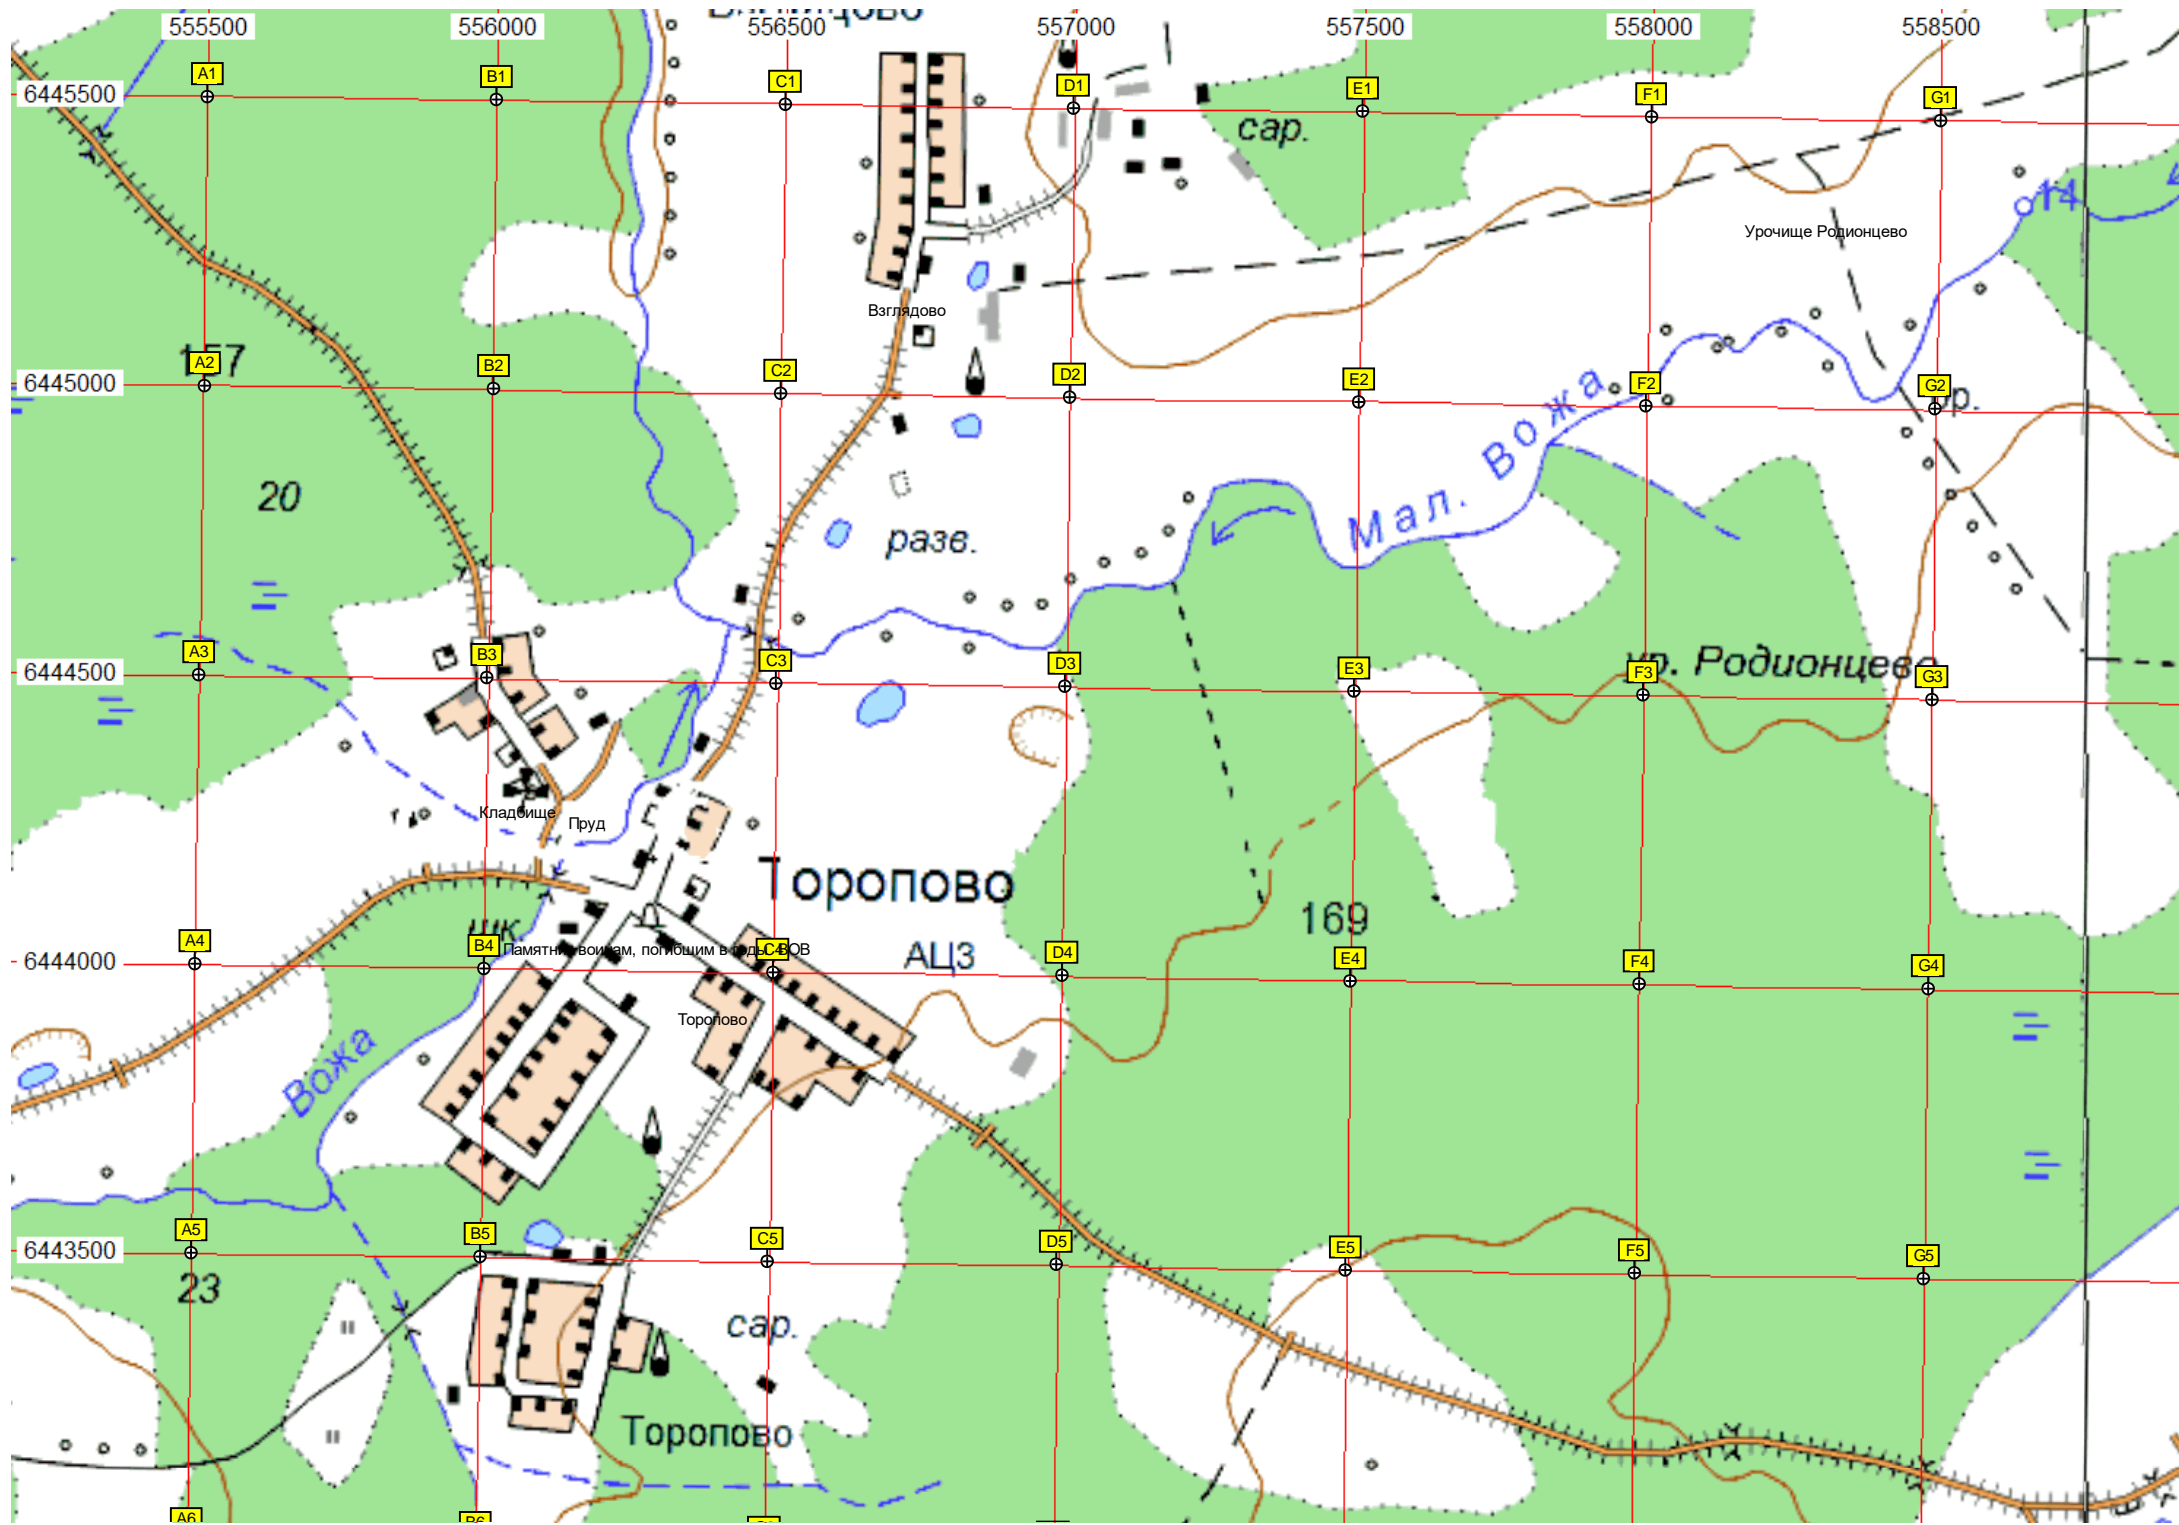 555500 556000 556500 557000 557500 558000 558500
6445500
A1 B1 C1 D1 E1 F1 G1
сар.
14
Урочище Родионцево
Взглядово
157
6445000
A2 B2 C2 D2 E2 F2 G2
Мал. Вожа
20
разв.
6444500
A3 B3 C3 D3 E3 F3 G3
ур. Родионцево
Кладбище
Пруд
Торопово
169
шк.
АЦЗ
Памятник воинам, погибшим в годы ВОВ
6444000
A4 B4 C4 D4 E4 F4 G4
Торопово
Вожа
6443500
A5 B5 C5 D5 E5 F5 G5
23
сар.
Торопово
A6 B6